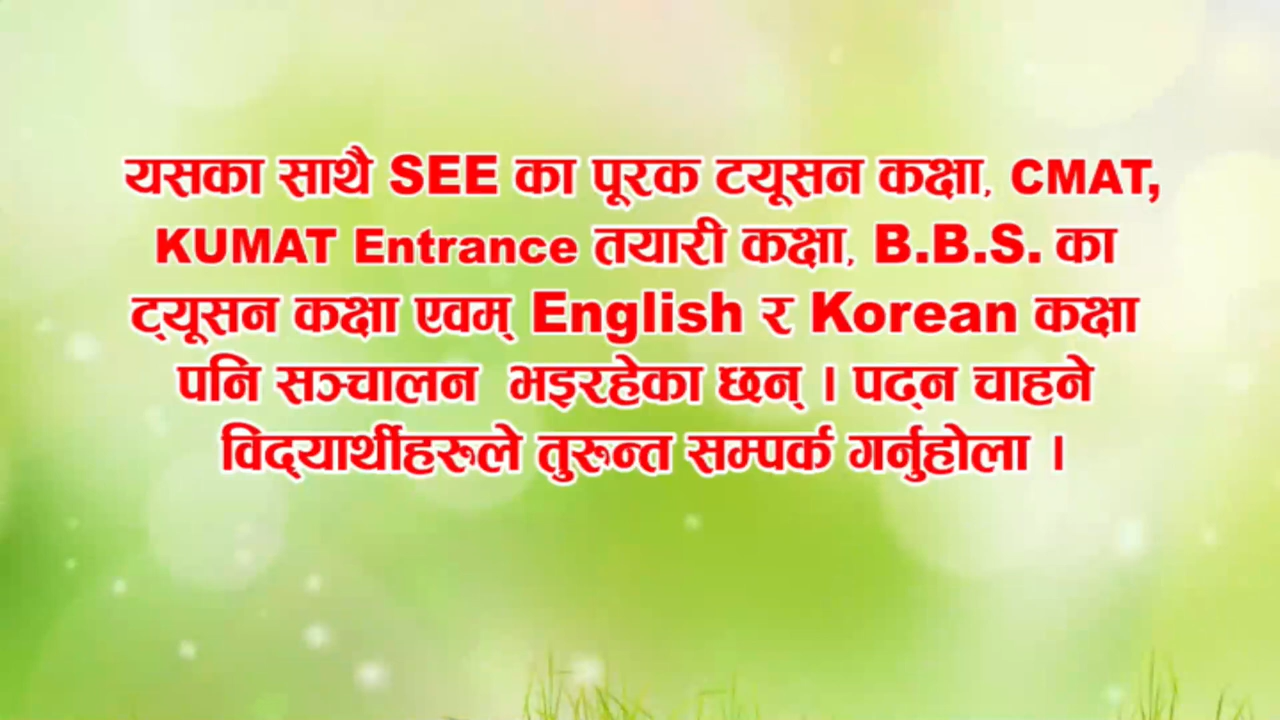 यसका साथै SEE का पूरक टयूसन कक्षा, CMAT,
KUMAT Entrance तयारी कक्षा, B.B.S. का
ट्यूसन कक्षा एवम् English र Korean कक्षा
पनि सञ्चालन भइरहेका छन् । पढ्न चाहने
विद्यार्थीहरूले तुरुन्त सम्पर्क गर्नुहोला ।